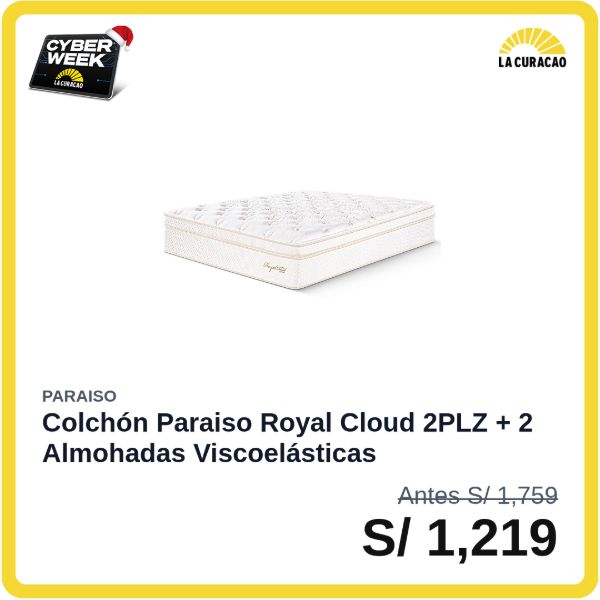 CYBER
WEEK
LA CURACAO
LA CURACAO
PARAISO
Colchón Paraiso Royal Cloud 2PLZ + 2
Almohadas Viscoelásticas
Antes S/ 1,759
S/ 1,219